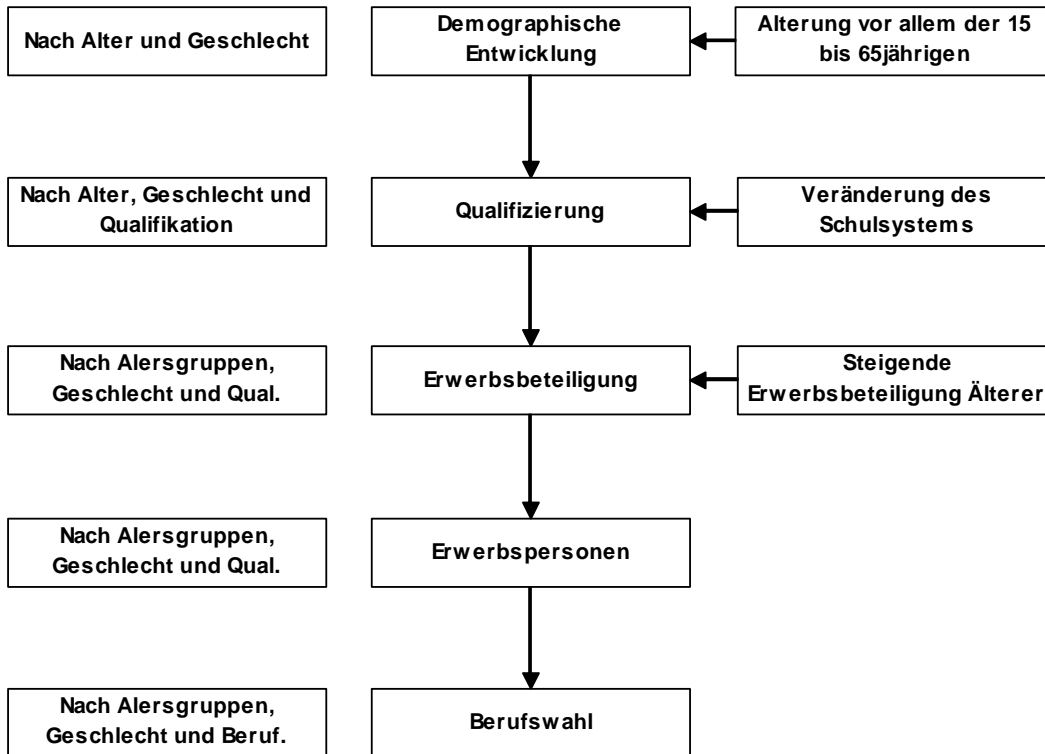 Nach Alter und Geschlecht
Demographische
Entwicklung
Alterung vor allem der 15
bis 65jährigen
Nach Alter, Geschlecht und
Qualifikation
Qualifizierung
Veränderung des
Schulsystems
Nach Alersgruppen,
Geschlecht und Qual.
Erwerbsbeteiligung
Steigende
Erwerbsbeteiligung Älterer
Nach Alersgruppen,
Geschlecht und Qual.
Erwerbspersonen
Nach Alersgruppen,
Geschlecht und Beruf.
Berufswahl